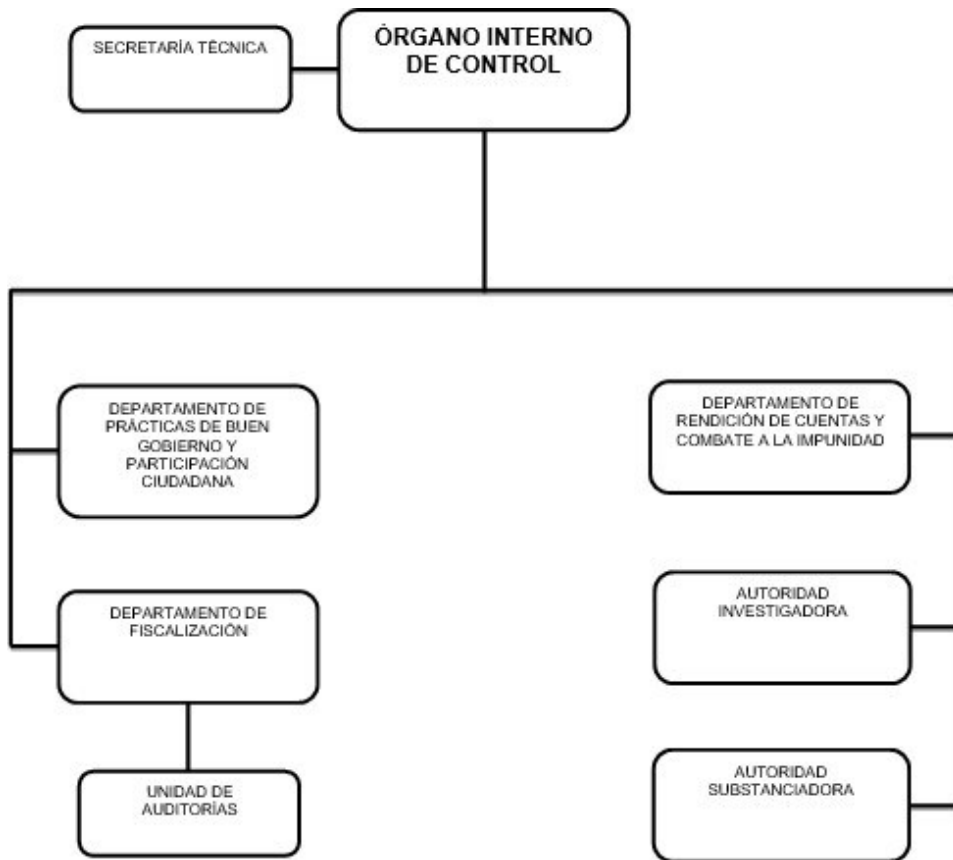 SECRETARÍA TÉCNICA
ÓRGANO INTERNO
DE CONTROL
DEPARTAMENTO DE
PRÁCTICAS DE BUEN
GOBIERNO Y
PARTICIPACIÓN
CIUDADANA
DEPARTAMENTO DE
RENDICIÓN DE CUENTAS Y
COMBATE A LA IMPUNIDAD
DEPARTAMENTO DE
FISCALIZACIÓN
AUTORIDAD
INVESTIGADORA
UNIDAD DE
AUDITORÍAS
AUTORIDAD
SUBSTANCIADORA